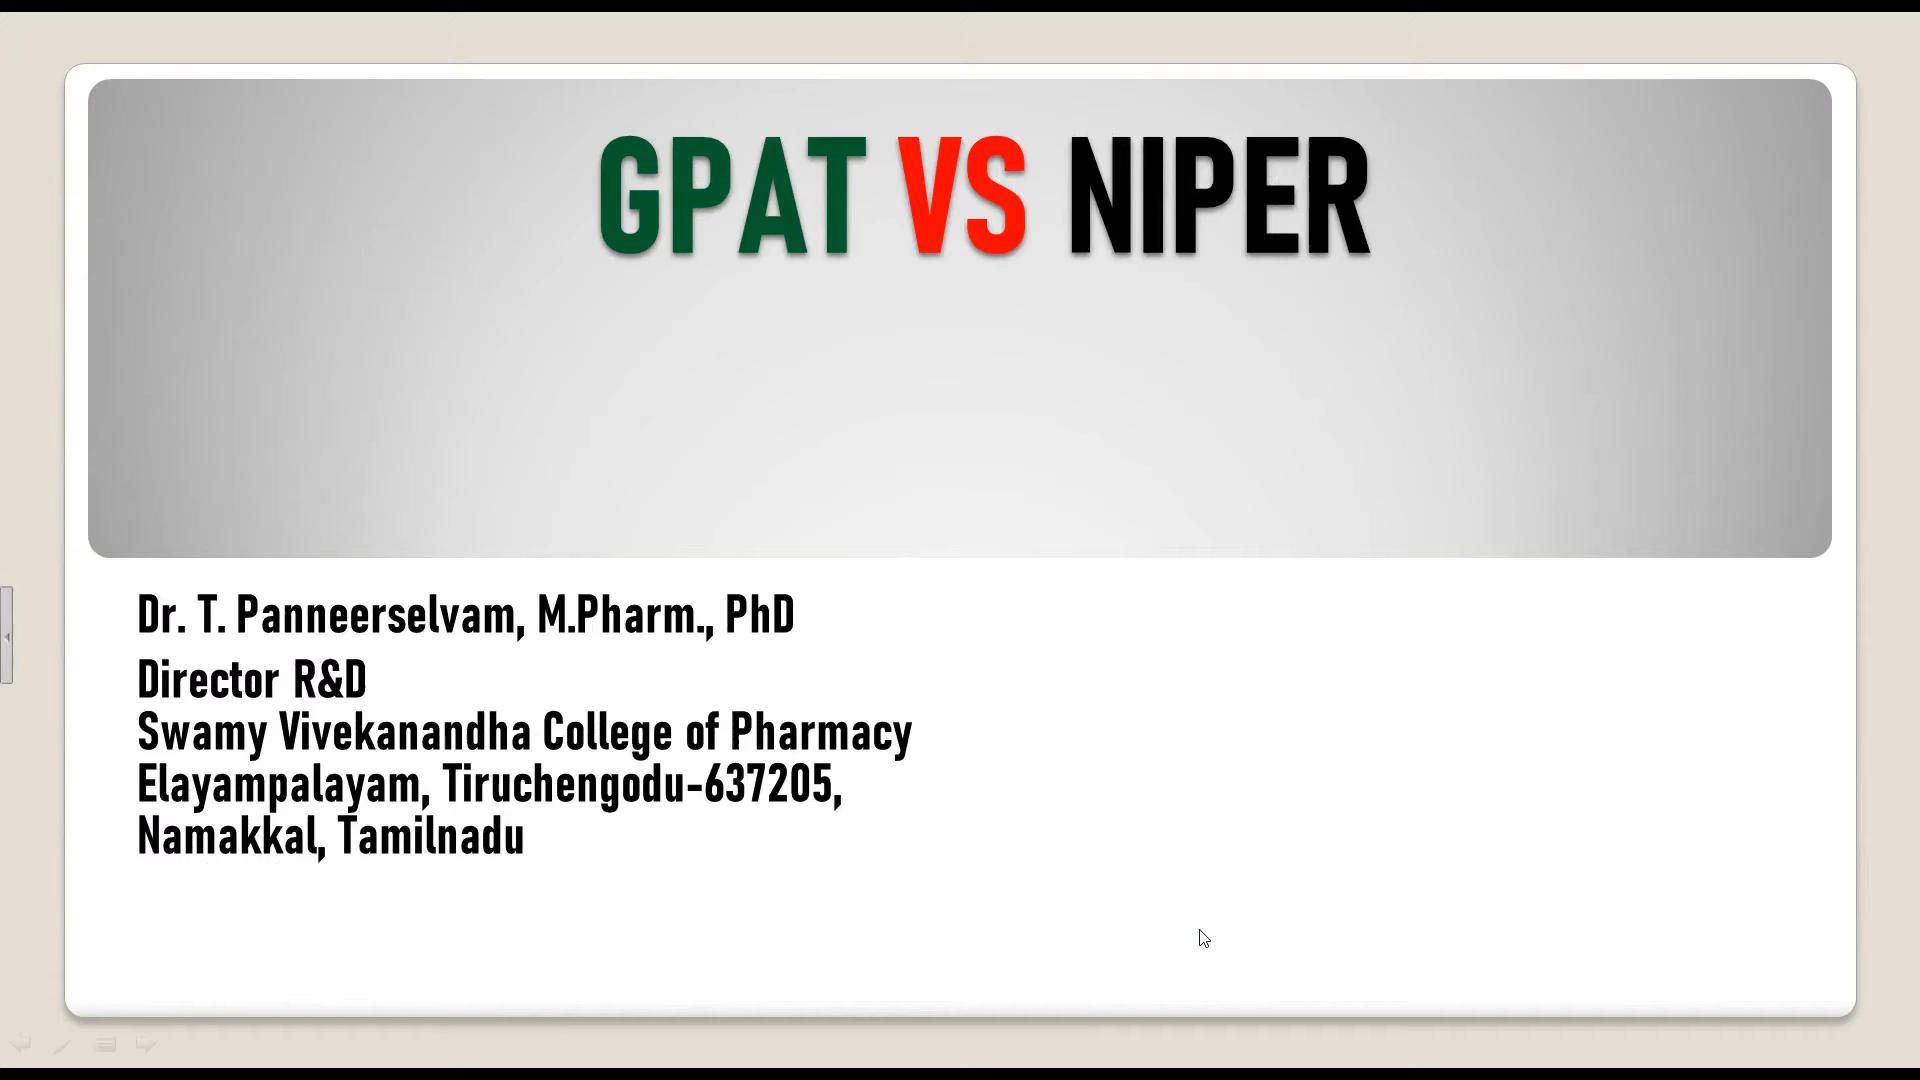 GPAT VS NIPER
Dr. T. Panneerselvam, M.Pharm., PhD
Director R&D
Swamy Vivekanandha College of Pharmacy
Elayampalayam, Tiruchengodu-637205,
Namakkal, Tamilnadu